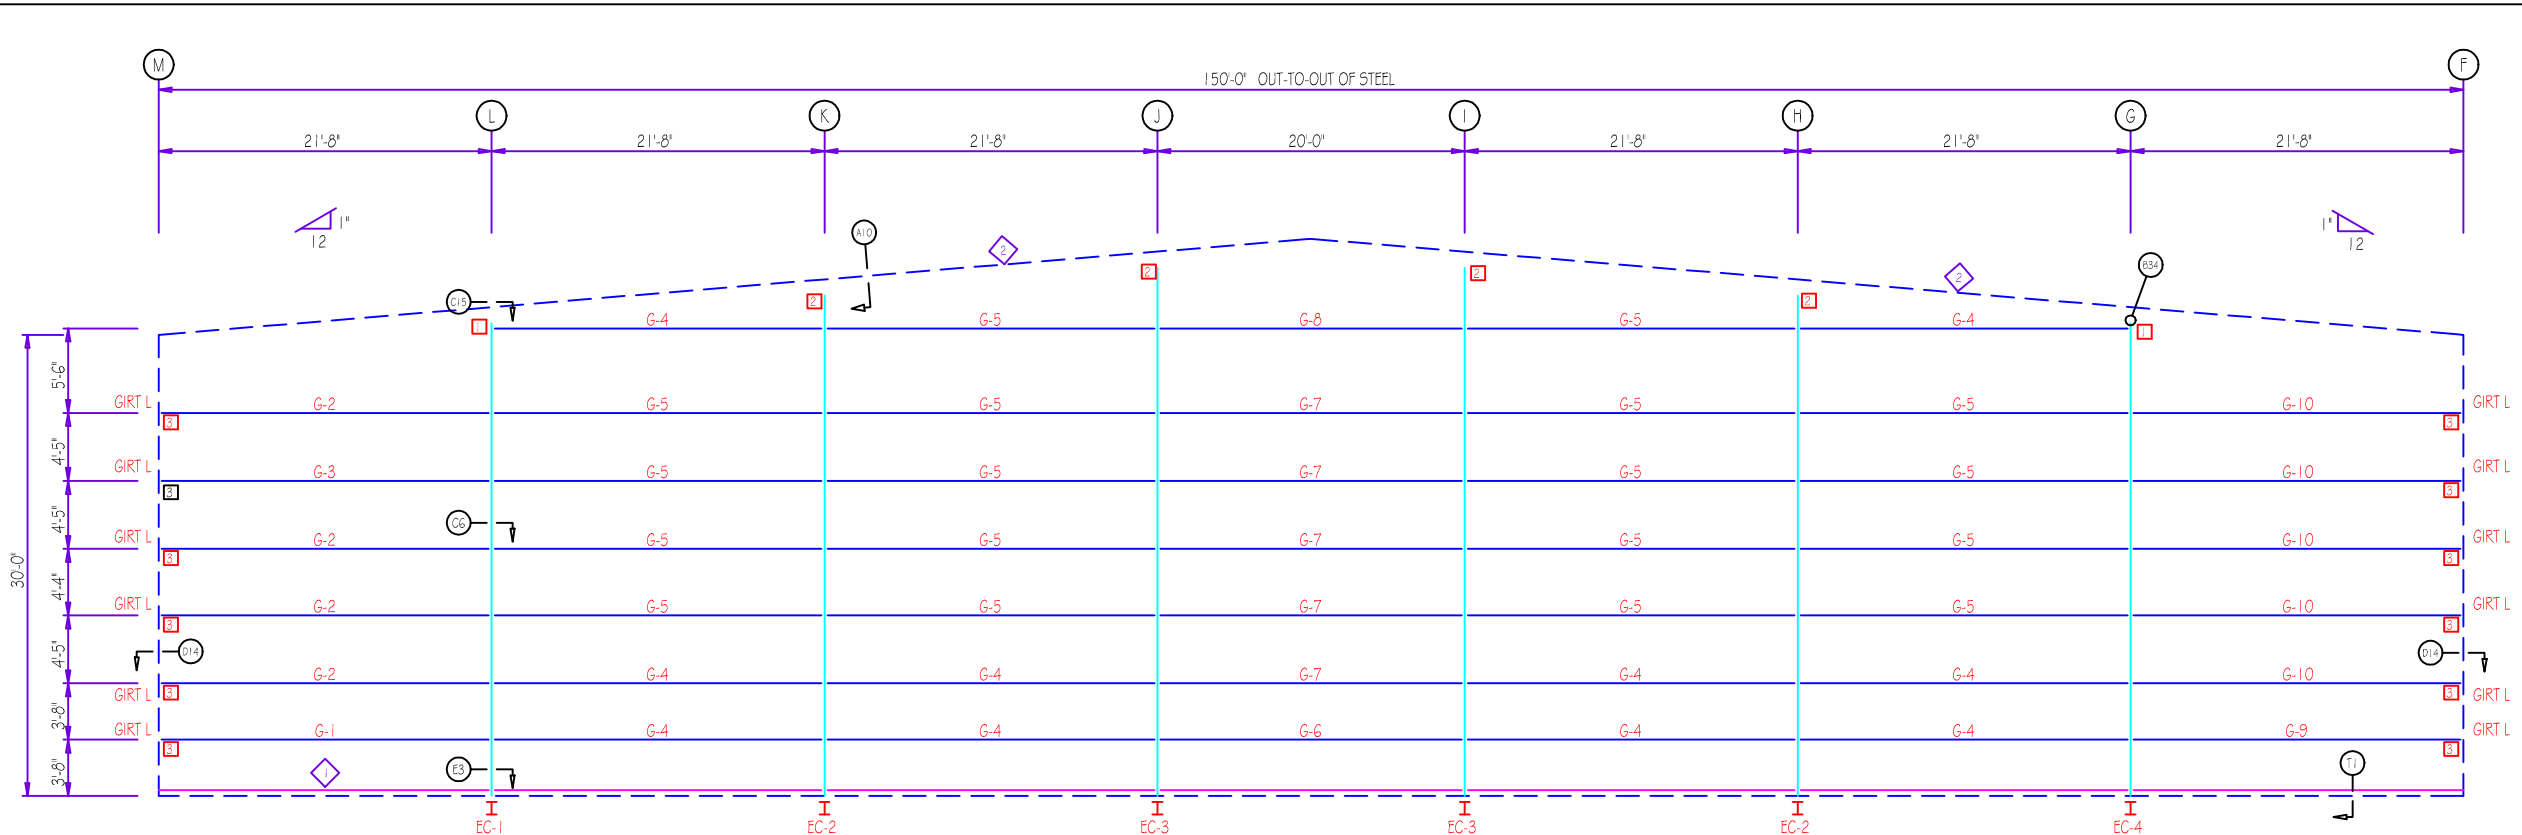 M
F
150'-0" OUT-TO-OUT OF STEEL
L
K
J
I
H
G
21'-8"
21'-8"
21'-8"
20'-0"
21'-8"
21'-8"
21'-8"
1"
12
1"
12
A10
2
2
B34
C15
1
2
2
2
2
1
G-4
G-5
G-8
G-5
G-4
5'-6"
GIRT L
G-2
G-5
G-5
G-7
G-5
G-5
G-10
GIRT L
3
3
4'-5"
GIRT L
G-3
G-5
G-5
G-7
G-5
G-5
G-10
GIRT L
3
3
4'-5"
C6
GIRT L
G-2
G-5
G-5
G-7
G-5
G-5
G-10
GIRT L
3
3
30'-0"
4'-4"
GIRT L
G-2
G-5
G-5
G-7
G-5
G-5
G-10
GIRT L
3
3
4'-5"
D14
D14
G-2
G-4
G-4
G-7
G-4
G-4
G-10
GIRT L
3
3
GIRT L
3'-8"
GIRT L
G-1
G-4
G-4
G-6
G-4
G-4
G-9
GIRT L
3
3
3'-8"
1
E3
T1
EC-1
EC-2
EC-3
EC-3
EC-2
EC-4